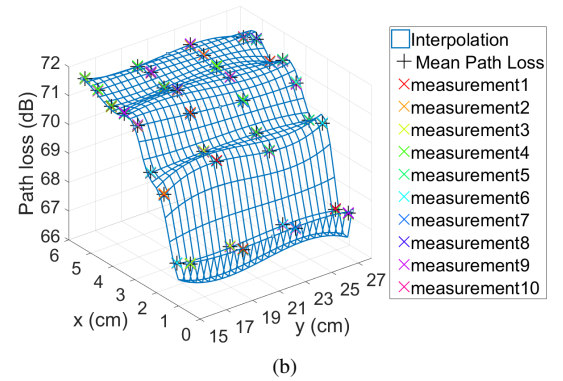 72
71
70
69
68
67
66
Path loss (dB)
6
5
4
3
2
1
0
x (cm)
15
17
19
21
23
25
27
y (cm)
Interpolation
Mean Path Loss
measurement1
measurement2
measurement3
measurement4
measurement5
measurement6
measurement7
measurement8
measurement9
measurement10
(b)